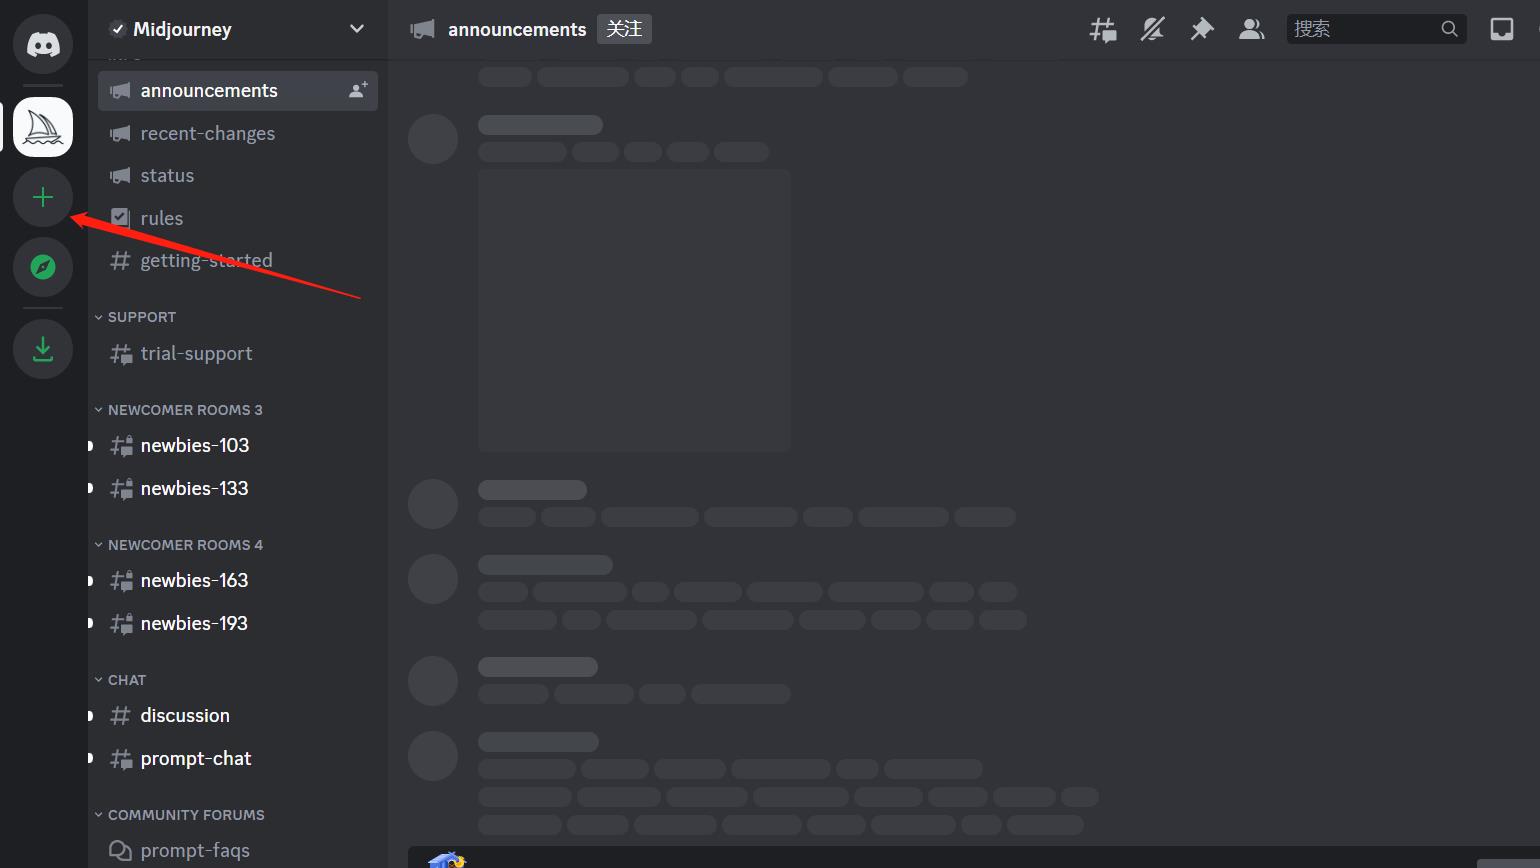 Midjourney
announcements
recent-changes
status
rules
getting-started
SUPPORT
trial-support
NEWCOMER ROOMS 3
newbies-103
newbies-133
NEWCOMER ROOMS 4
newbies-163
newbies-193
CHAT
discussion
prompt-chat
COMMUNITY FORUMS
prompt-faqs
announcements 关注
搜索